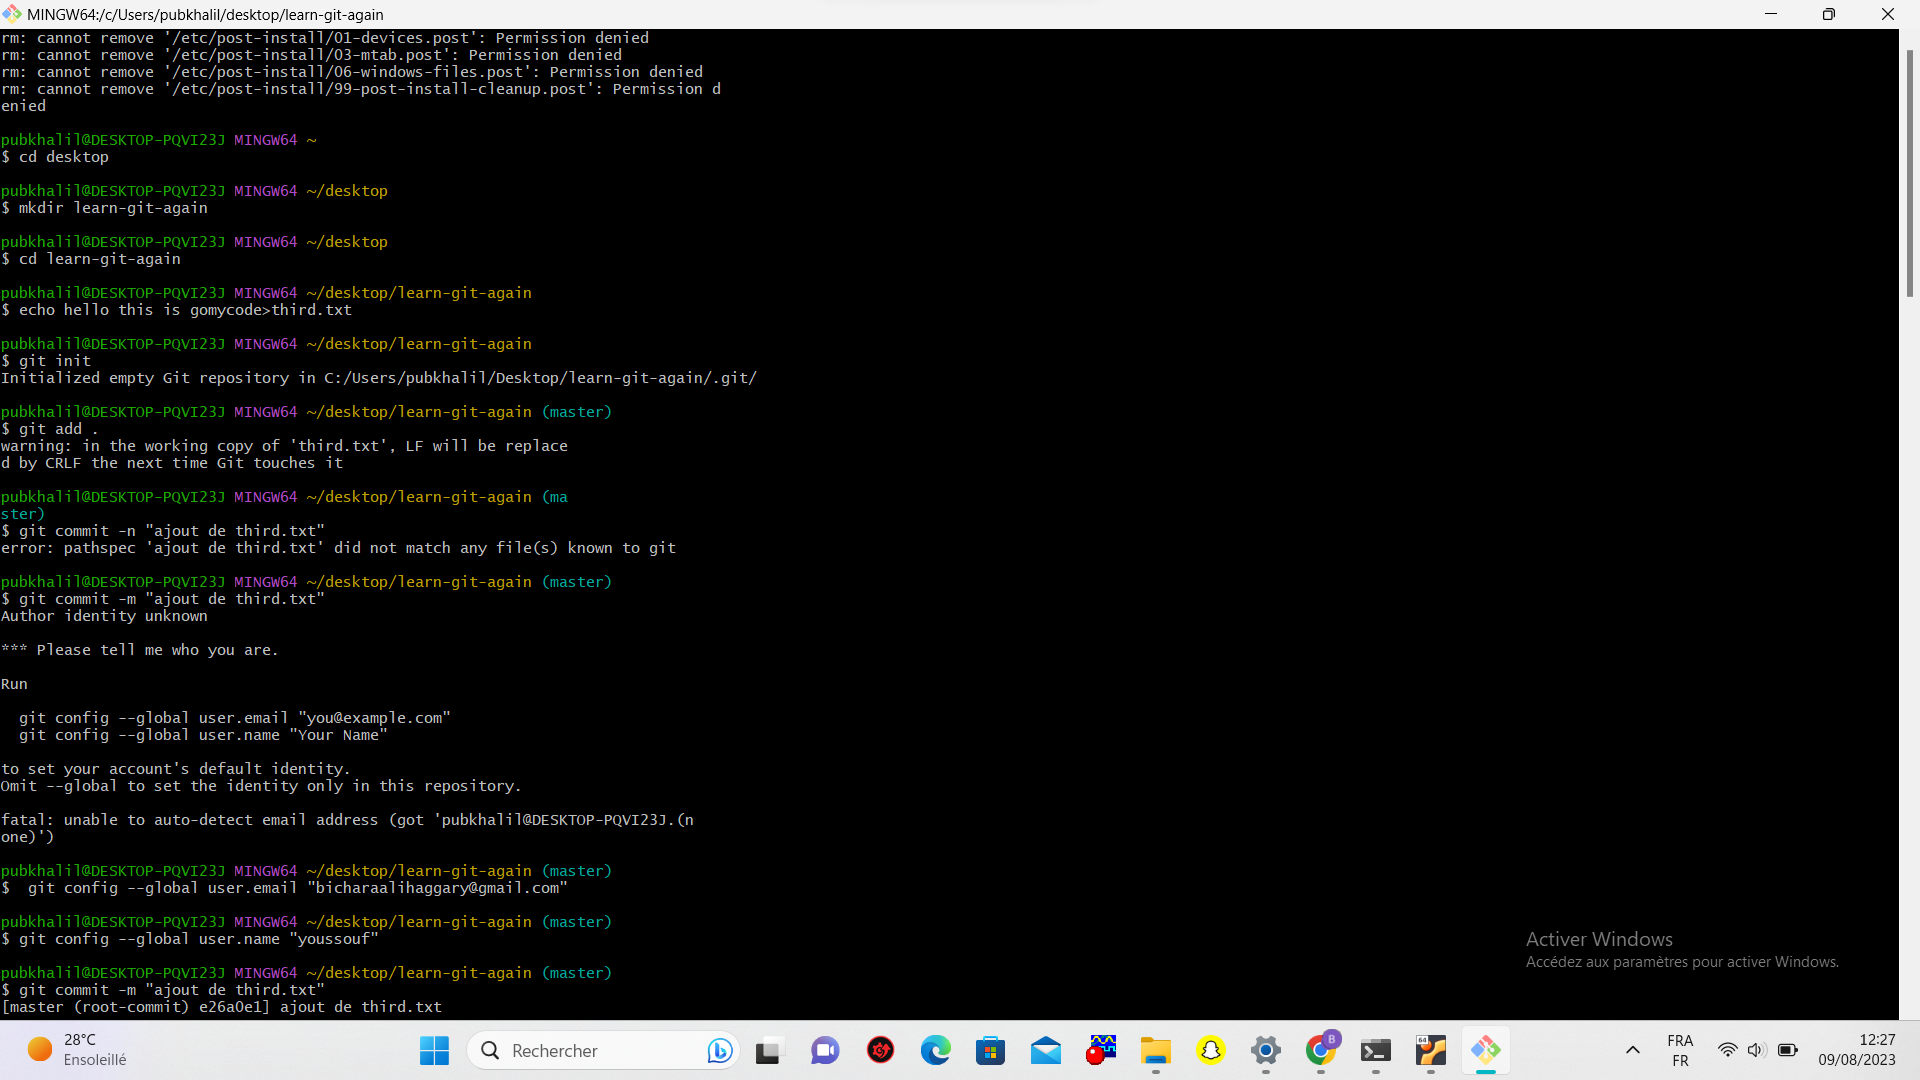 MINGW64:/c/Users/pubkhalil/desktop/learn-git-again
rm: cannot remove '/etc/post-install/01-devices.post': Permission denied
rm: cannot remove '/etc/post-install/03-mtab.post': Permission denied
rm: cannot remove '/etc/post-install/06-windows-files.post': Permission denied
rm: cannot remove '/etc/post-install/99-post-install-cleanup.post': Permission d
enied
pubkhalil@DESKTOP-PQVI23J MINGW64 ~
$ cd desktop
pubkhalil@DESKTOP-PQVI23J MINGW64 ~/desktop
$ mkdir learn-git-again
pubkhalil@DESKTOP-PQVI23J MINGW64 ~/desktop
$ cd learn-git-again
pubkhalil@DESKTOP-PQVI23J MINGW64 ~/desktop/learn-git-again
$ echo hello this is gomycode>third.txt
pubkhalil@DESKTOP-PQVI23J MINGW64 ~/desktop/learn-git-again
$ git init
Initialized empty Git repository in C:/Users/pubkhalil/Desktop/learn-git-again/.git/
pubkhalil@DESKTOP-PQVI23J MINGW64 ~/desktop/learn-git-again (master)
$ git add .
warning: in the working copy of 'third.txt', LF will be replace
d by CRLF the next time Git touches it
pubkhalil@DESKTOP-PQVI23J MINGW64 ~/desktop/learn-git-again (ma
ster)
$ git commit -n "ajout de third.txt"
error: pathspec 'ajout de third.txt' did not match any file(s) known to git
pubkhalil@DESKTOP-PQVI23J MINGW64 ~/desktop/learn-git-again (master)
$ git commit -m "ajout de third.txt"
Author identity unknown
*** Please tell me who you are.
Run
git config --global user.email "you@example.com"
git config --global user.name "Your Name"
to set your account's default identity.
Omit --global to set the identity only in this repository.
fatal: unable to auto-detect email address (got 'pubkhalil@DESKTOP-PQVI23J.(n
one)')
pubkhalil@DESKTOP-PQVI23J MINGW64 ~/desktop/learn-git-again (master)
$  git config --global user.email "bicharaalihaggary@gmail.com"
pubkhalil@DESKTOP-PQVI23J MINGW64 ~/desktop/learn-git-again (master)
$ git config --global user.name "youssouf"
pubkhalil@DESKTOP-PQVI23J MINGW64 ~/desktop/learn-git-again (master)
$ git commit -m "ajout de third.txt"
[master (root-commit) e26a0e1] ajout de third.txt
Activer Windows
Accédez aux paramètres pour activer Windows.
28°C
Ensoleillé
Rechercher
64
B
FRA
FR
12:27
09/08/2023